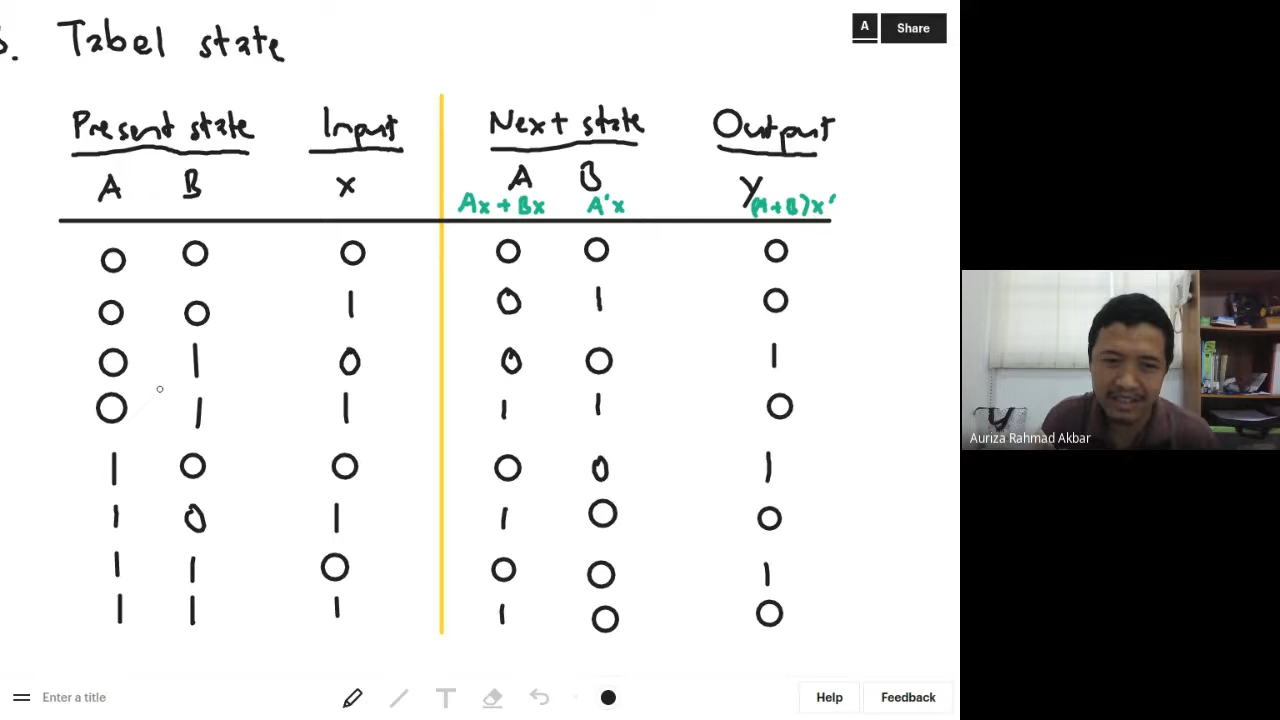 3. Tabel state
A Share
Present state Input Next state Output
A B x A B y
Ax + Bx A'x (A+B)x'
0 0 0 0 0 0
0 0 1 0 1 0
0 1 0 0 0 1
0 1 1 1 1 0
1 0 0 0 0 1
1 0 1 1 0 0
1 1 0 0 0 1
1 1 1 1 0 0
Auriza Rahmad Akbar
Enter a title
T
Help Feedback